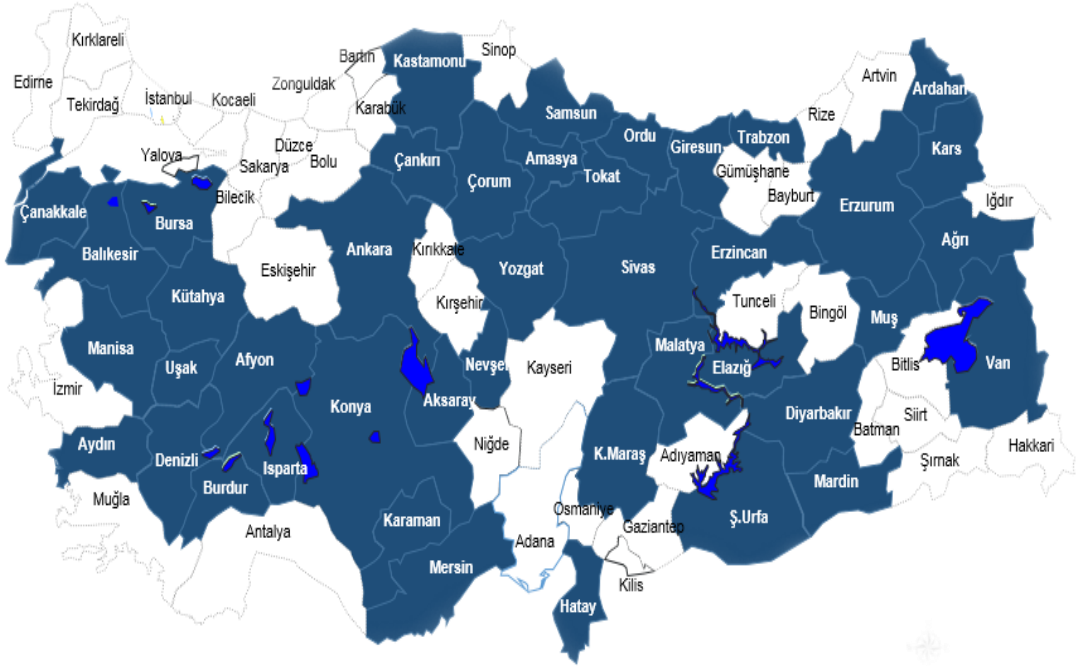 Kırklareli
Sinop
Bartın
Kastamonu
Artvin
Edirne
Zonguldak
Ardahan
Tekirdağ
İstanbul
Kocaeli
Karabük
Samsun
Rize
Ordu
Trabzon
Giresun
Kars
Yalova
Düzce
Sakarya
Bolu
Çankırı
Amasya
Tokat
Çorum
Gümüşhane
Bayburt
Iğdır
Bilecik
Çanakkale
Bursa
Erzurum
Ağrı
Balıkesir
Ankara
Kırıkkale
Erzincan
Eskişehir
Yozgat
Sivas
Kütahya
Kırşehir
Tunceli
Bingöl
Muş
Manisa
Uşak
Afyon
Malatya
Nevşel
Kayseri
Elazığ
Bitlis
Van
İzmir
Konya
Aksaray
Diyarbakır
Siirt
Batman
Aydın
Denizli
Isparta
Niğde
K.Maraş
Adıyaman
Hakkari
Şırnak
Burdur
Mardin
Muğla
Antalya
Karaman
Osmaniye
Gaziantep
Ş.Urfa
Adana
Mersin
Kilis
Hatay